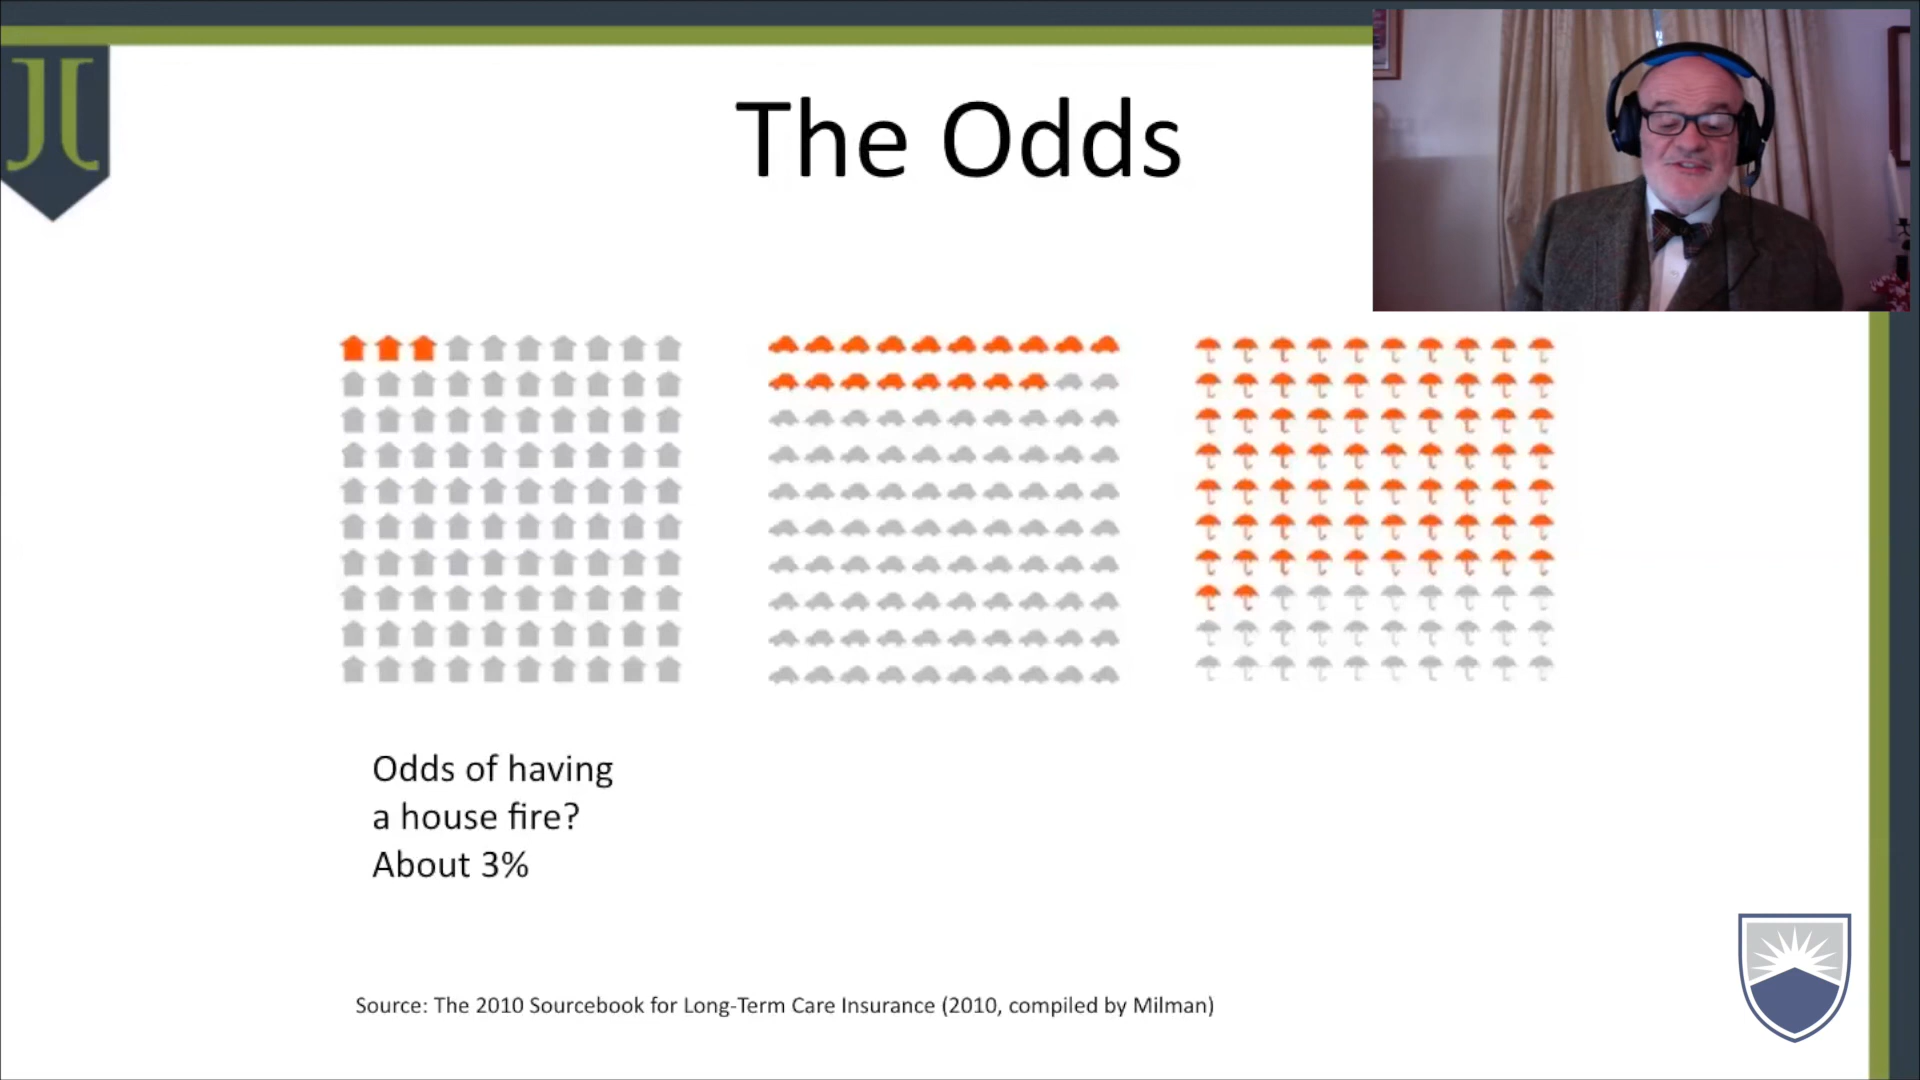 The Odds
Odds of having
a house fire?
About 3%
Source: The 2010 Sourcebook for Long-Term Care Insurance (2010, compiled by Milman)